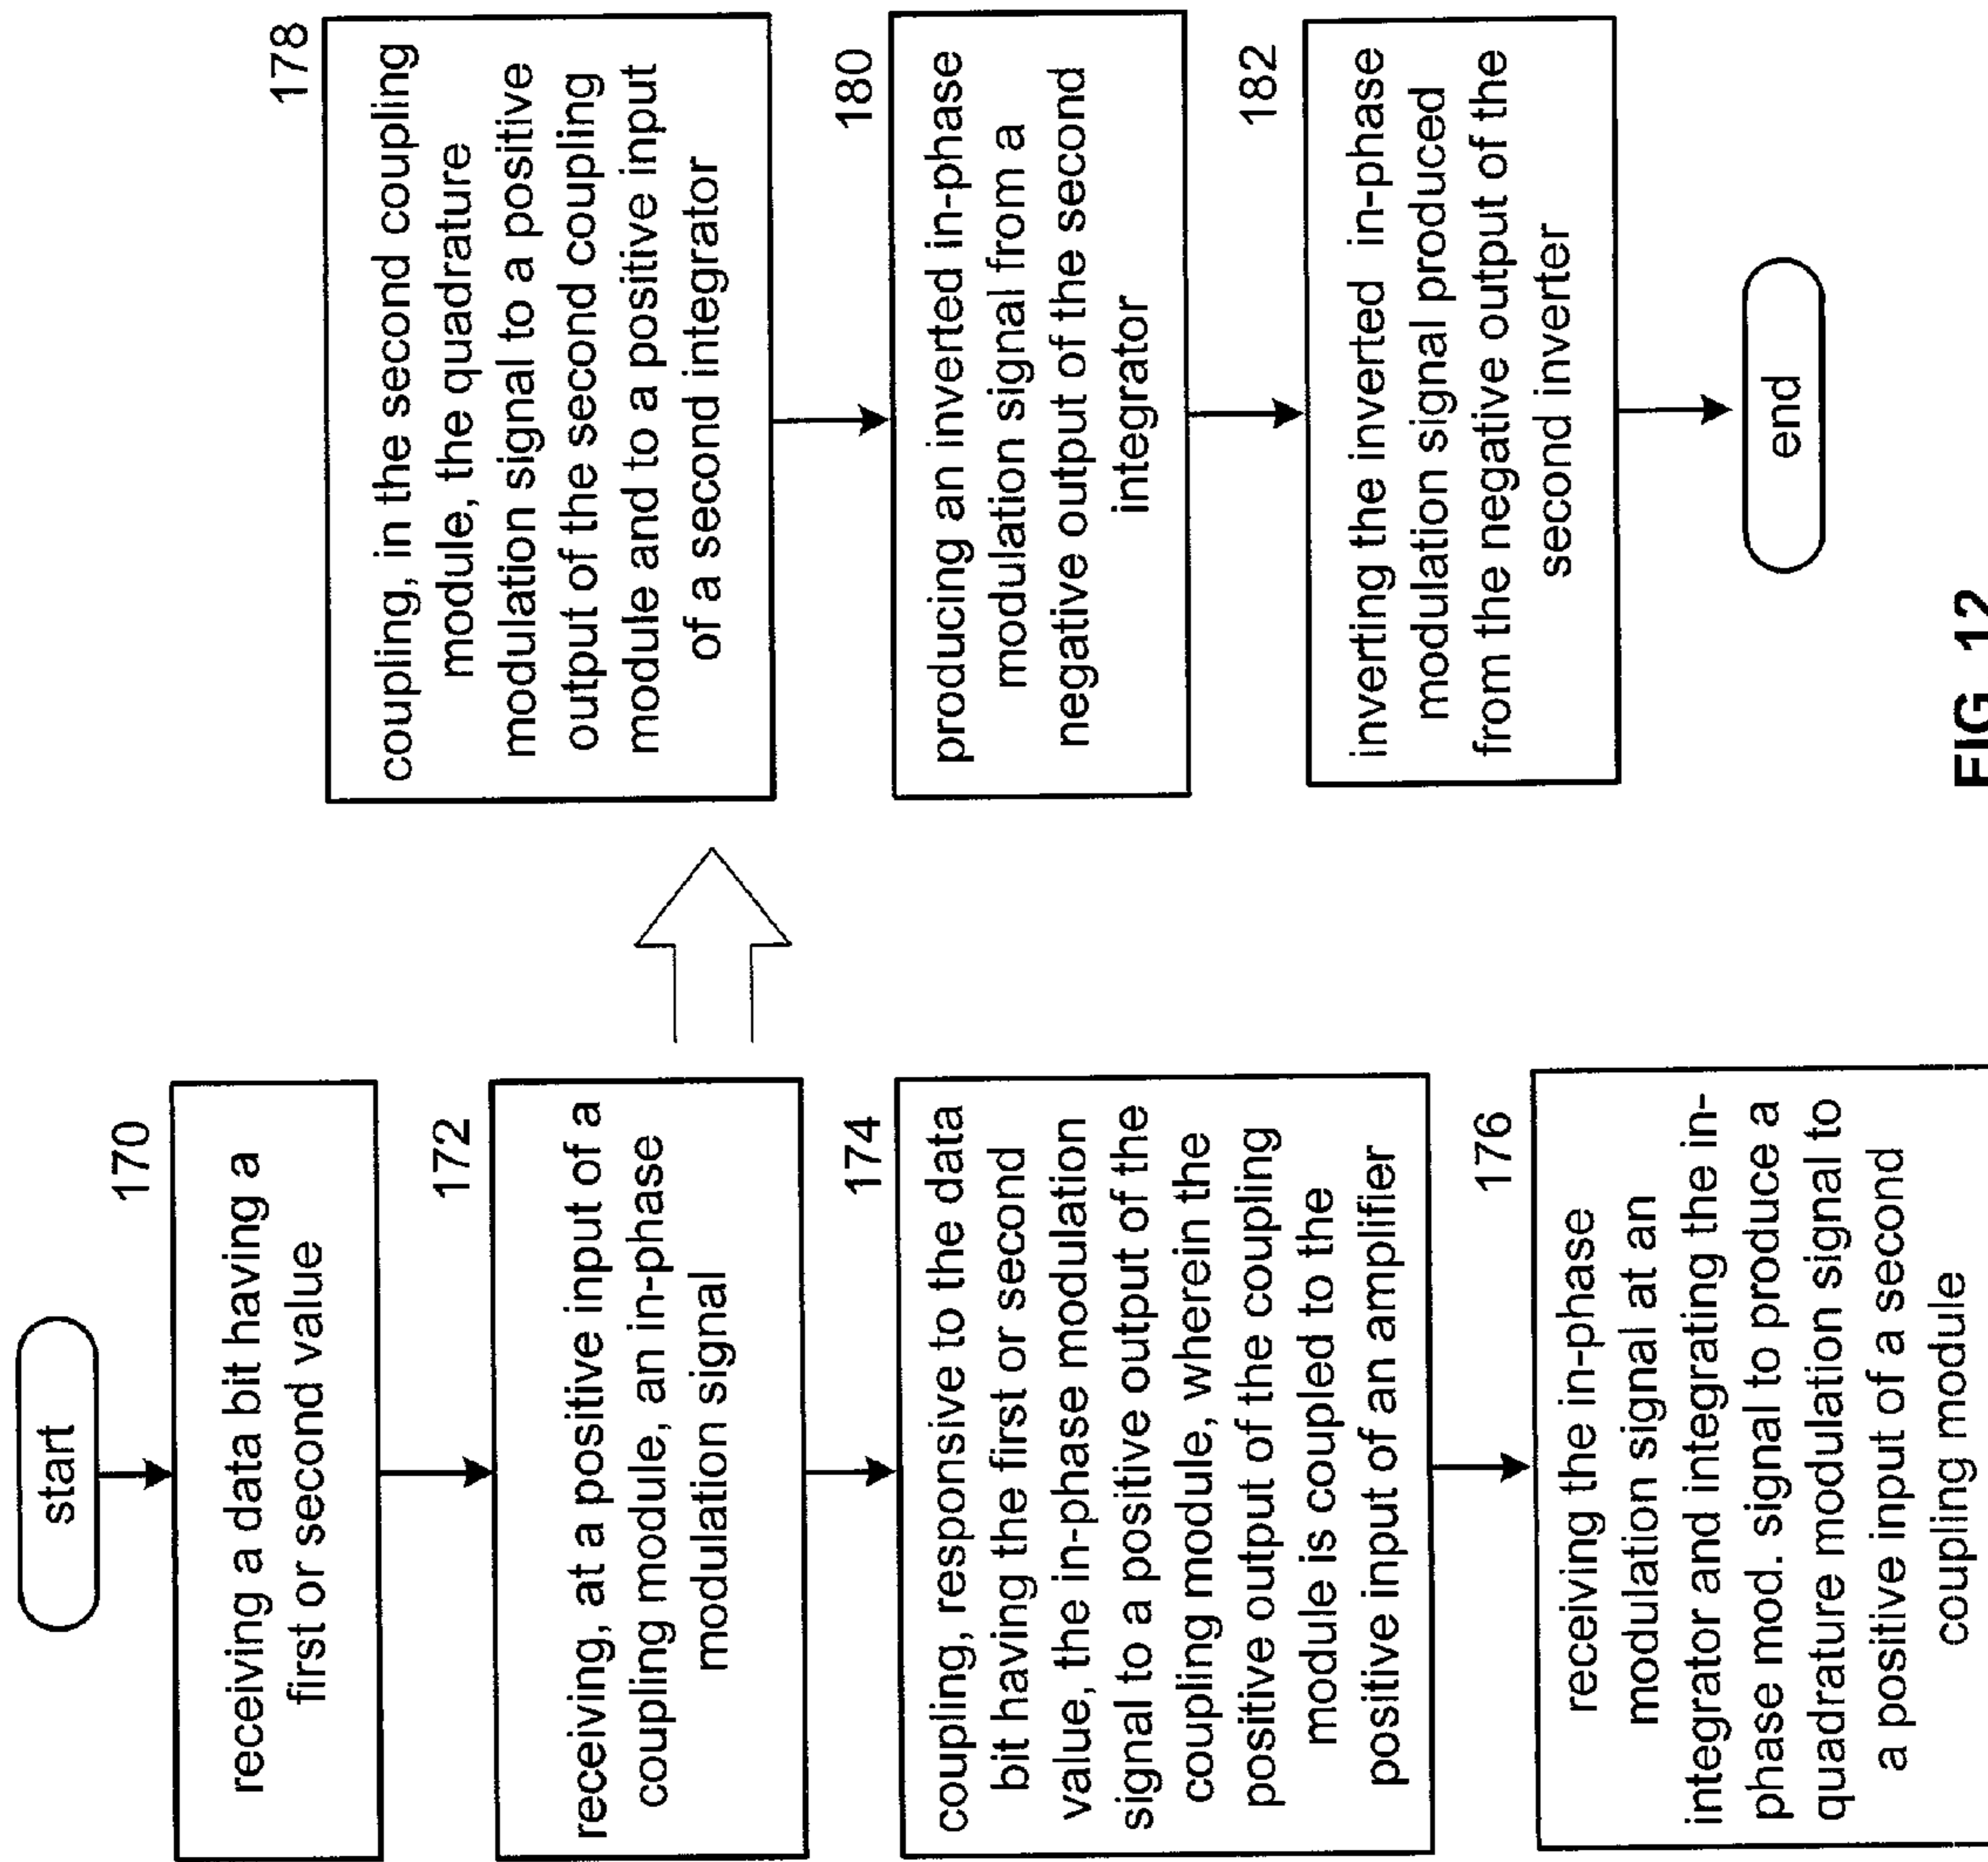 start
170
receiving a data bit having a
first or second value
172
receiving, at a positive input of a
coupling module, an in-phase
modulation signal
174
coupling, responsive to the data
bit having the first or second
value, the in-phase modulation
signal to a positive output of the
coupling module, wherein the
positive output of the coupling
module is coupled to the
positive input of an amplifier
176
receiving the in-phase
modulation signal at an
integrator and integrating the in-
phase mod. signal to produce a
quadrature modulation signal to
a positive input of a second
coupling module
178
coupling, in the second coupling
module, the quadrature
modulation signal to a positive
output of the second coupling
module and to a positive input
of a second integrator
180
producing an inverted in-phase
modulation signal from a
negative output of the second
integrator
182
inverting the inverted in-phase
modulation signal produced
from the negative output of the
second inverter
end
FIG. 12